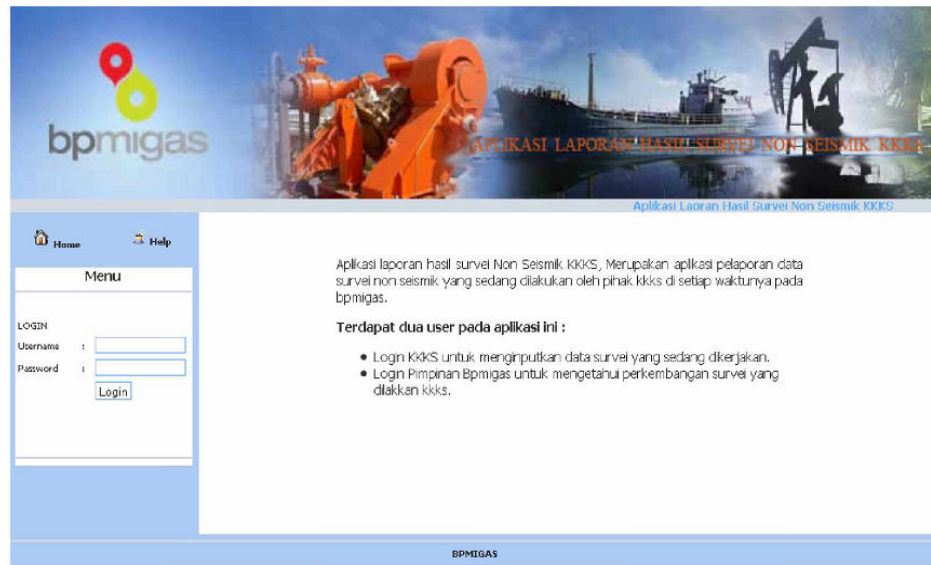 bpmigas
APLIKASI LAPORAN HASIL SURVEI NON SEISMIK KKKS
Aplikasi Laoran Hasil Survei Non Seismik KKKS
Home
Help
Menu
LOGIN
Username :
Password :
Login
Aplikasi laporan hasil survei Non Seismik KKKS, Merupakan aplikasi pelaporan data
survei non seismik yang sedang dilakukan oleh pihak kkks di setiap waktunya pada
bpmigas.
Terdapat dua user pada aplikasi ini :
• Login KKKS untuk menginputkan data survei yang sedang dikerjakan.
• Login Pimpinan Bpmigas untuk mengetahui perkembangan survei yang
dilakkan kkks.
BPMIGAS